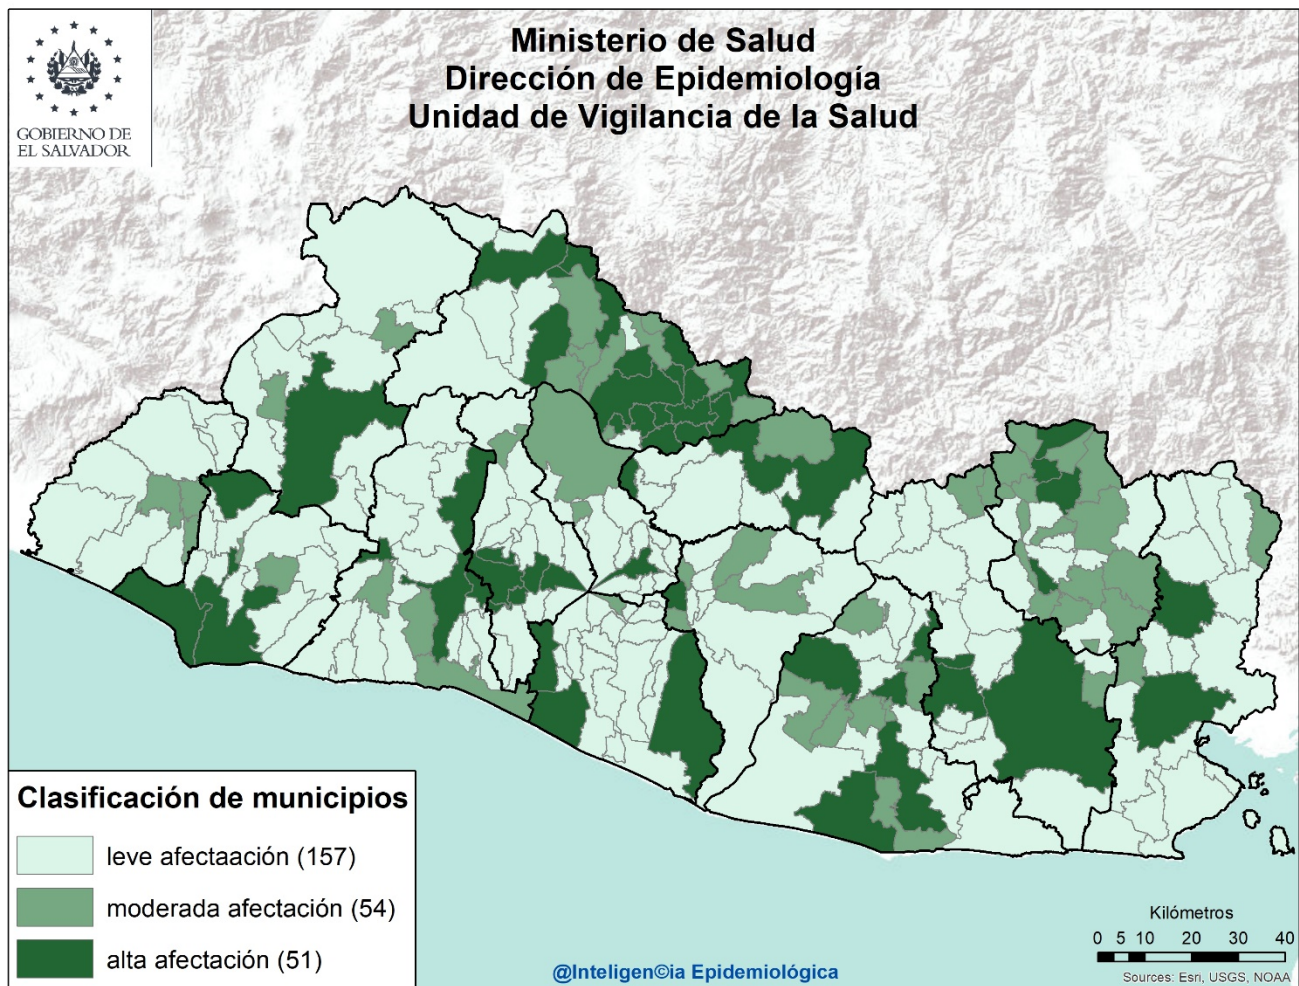 Ministerio de Salud
Dirección de Epidemiología
Unidad de Vigilancia de la Salud
GOBIERNO DE
EL SALVADOR
Clasificación de municipios
leve afectaación (157)
moderada afectación (54)
alta afectación (51)
Kilómetros
0 5 10 20 30 40
Sources: Esri, USGS, NOAA
@Inteligen©ia Epidemiológica